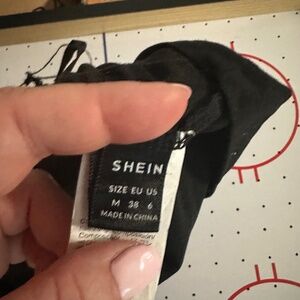 SHEIN
SIZE EU US
M 38 6
MADE IN CHINA